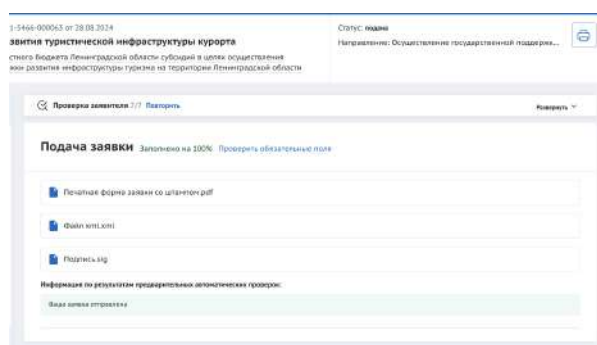 1-5466-000063 от 28.08.2024
звития туристической инфраструктуры курорта
стного бюджета Ленинградской области субсидий в целях осуществления
развития инфраструктуры туризма на территории Ленинградской области
Статус: подана
Направление: Осуществление государственной поддержк...
Проверка заявителя 7/7 Повторить
Развернуть
Подача заявки Заполнено на 100% Проверить обязательные поля
Печатная форма заявки со штампом.pdf
Файл xml.xml
Подпись.sig
Информация по результатам предварительных автоматических проверок:
Ваша заявка отправлена